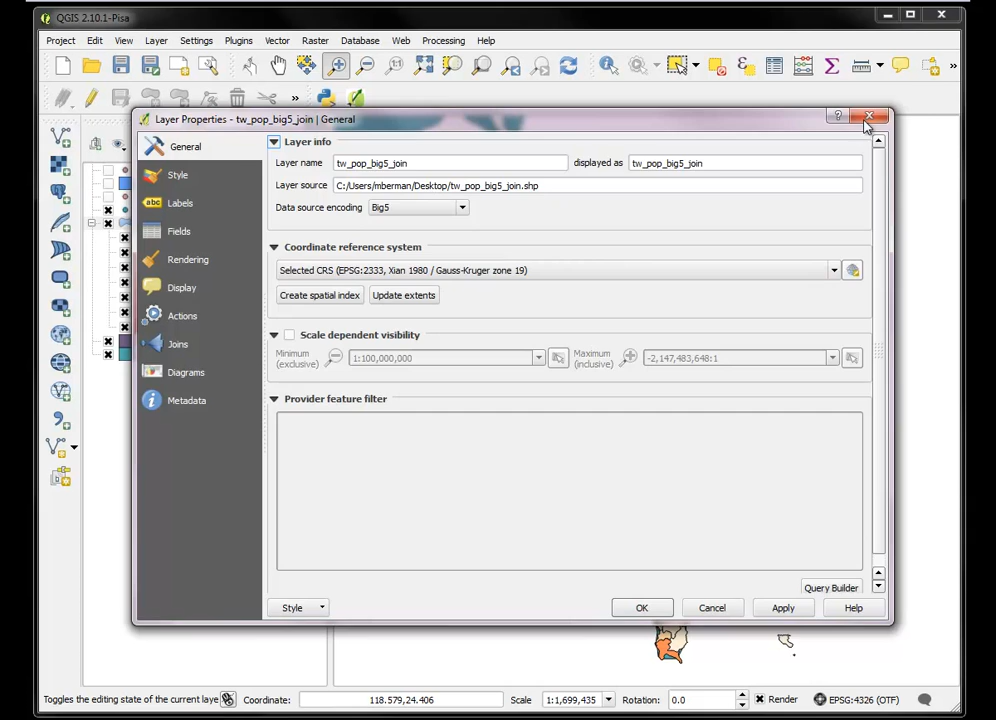 QGIS 2.10.1-Pisa
Project Edit View Layer Settings Plugins Vector Raster Database Web Processing Help
Layer Properties - tw_pop_big5_join | General
General
Style
Labels
Fields
Rendering
Display
Actions
Joins
Diagrams
Metadata
Layer info
Layer name tw_pop_big5_join displayed as tw_pop_big5_join
Layer source C:/Users/mberman/Desktop/tw_pop_big5_join.shp
Data source encoding Big5
Coordinate reference system
Selected CRS (EPSG:2333, Xian 1980 / Gauss-Kruger zone 19)
Create spatial index Update extents
Scale dependent visibility
Minimum (exclusive) 1:100,000,000 Maximum (inclusive) -2,147,483,648:1
Provider feature filter
Query Builder
Style OK Cancel Apply Help
Toggles the editing state of the current laye Coordinate: 118.579,24.406 Scale 1:1,699,435 Rotation: 0.0 Render EPSG:4326 (OTF)